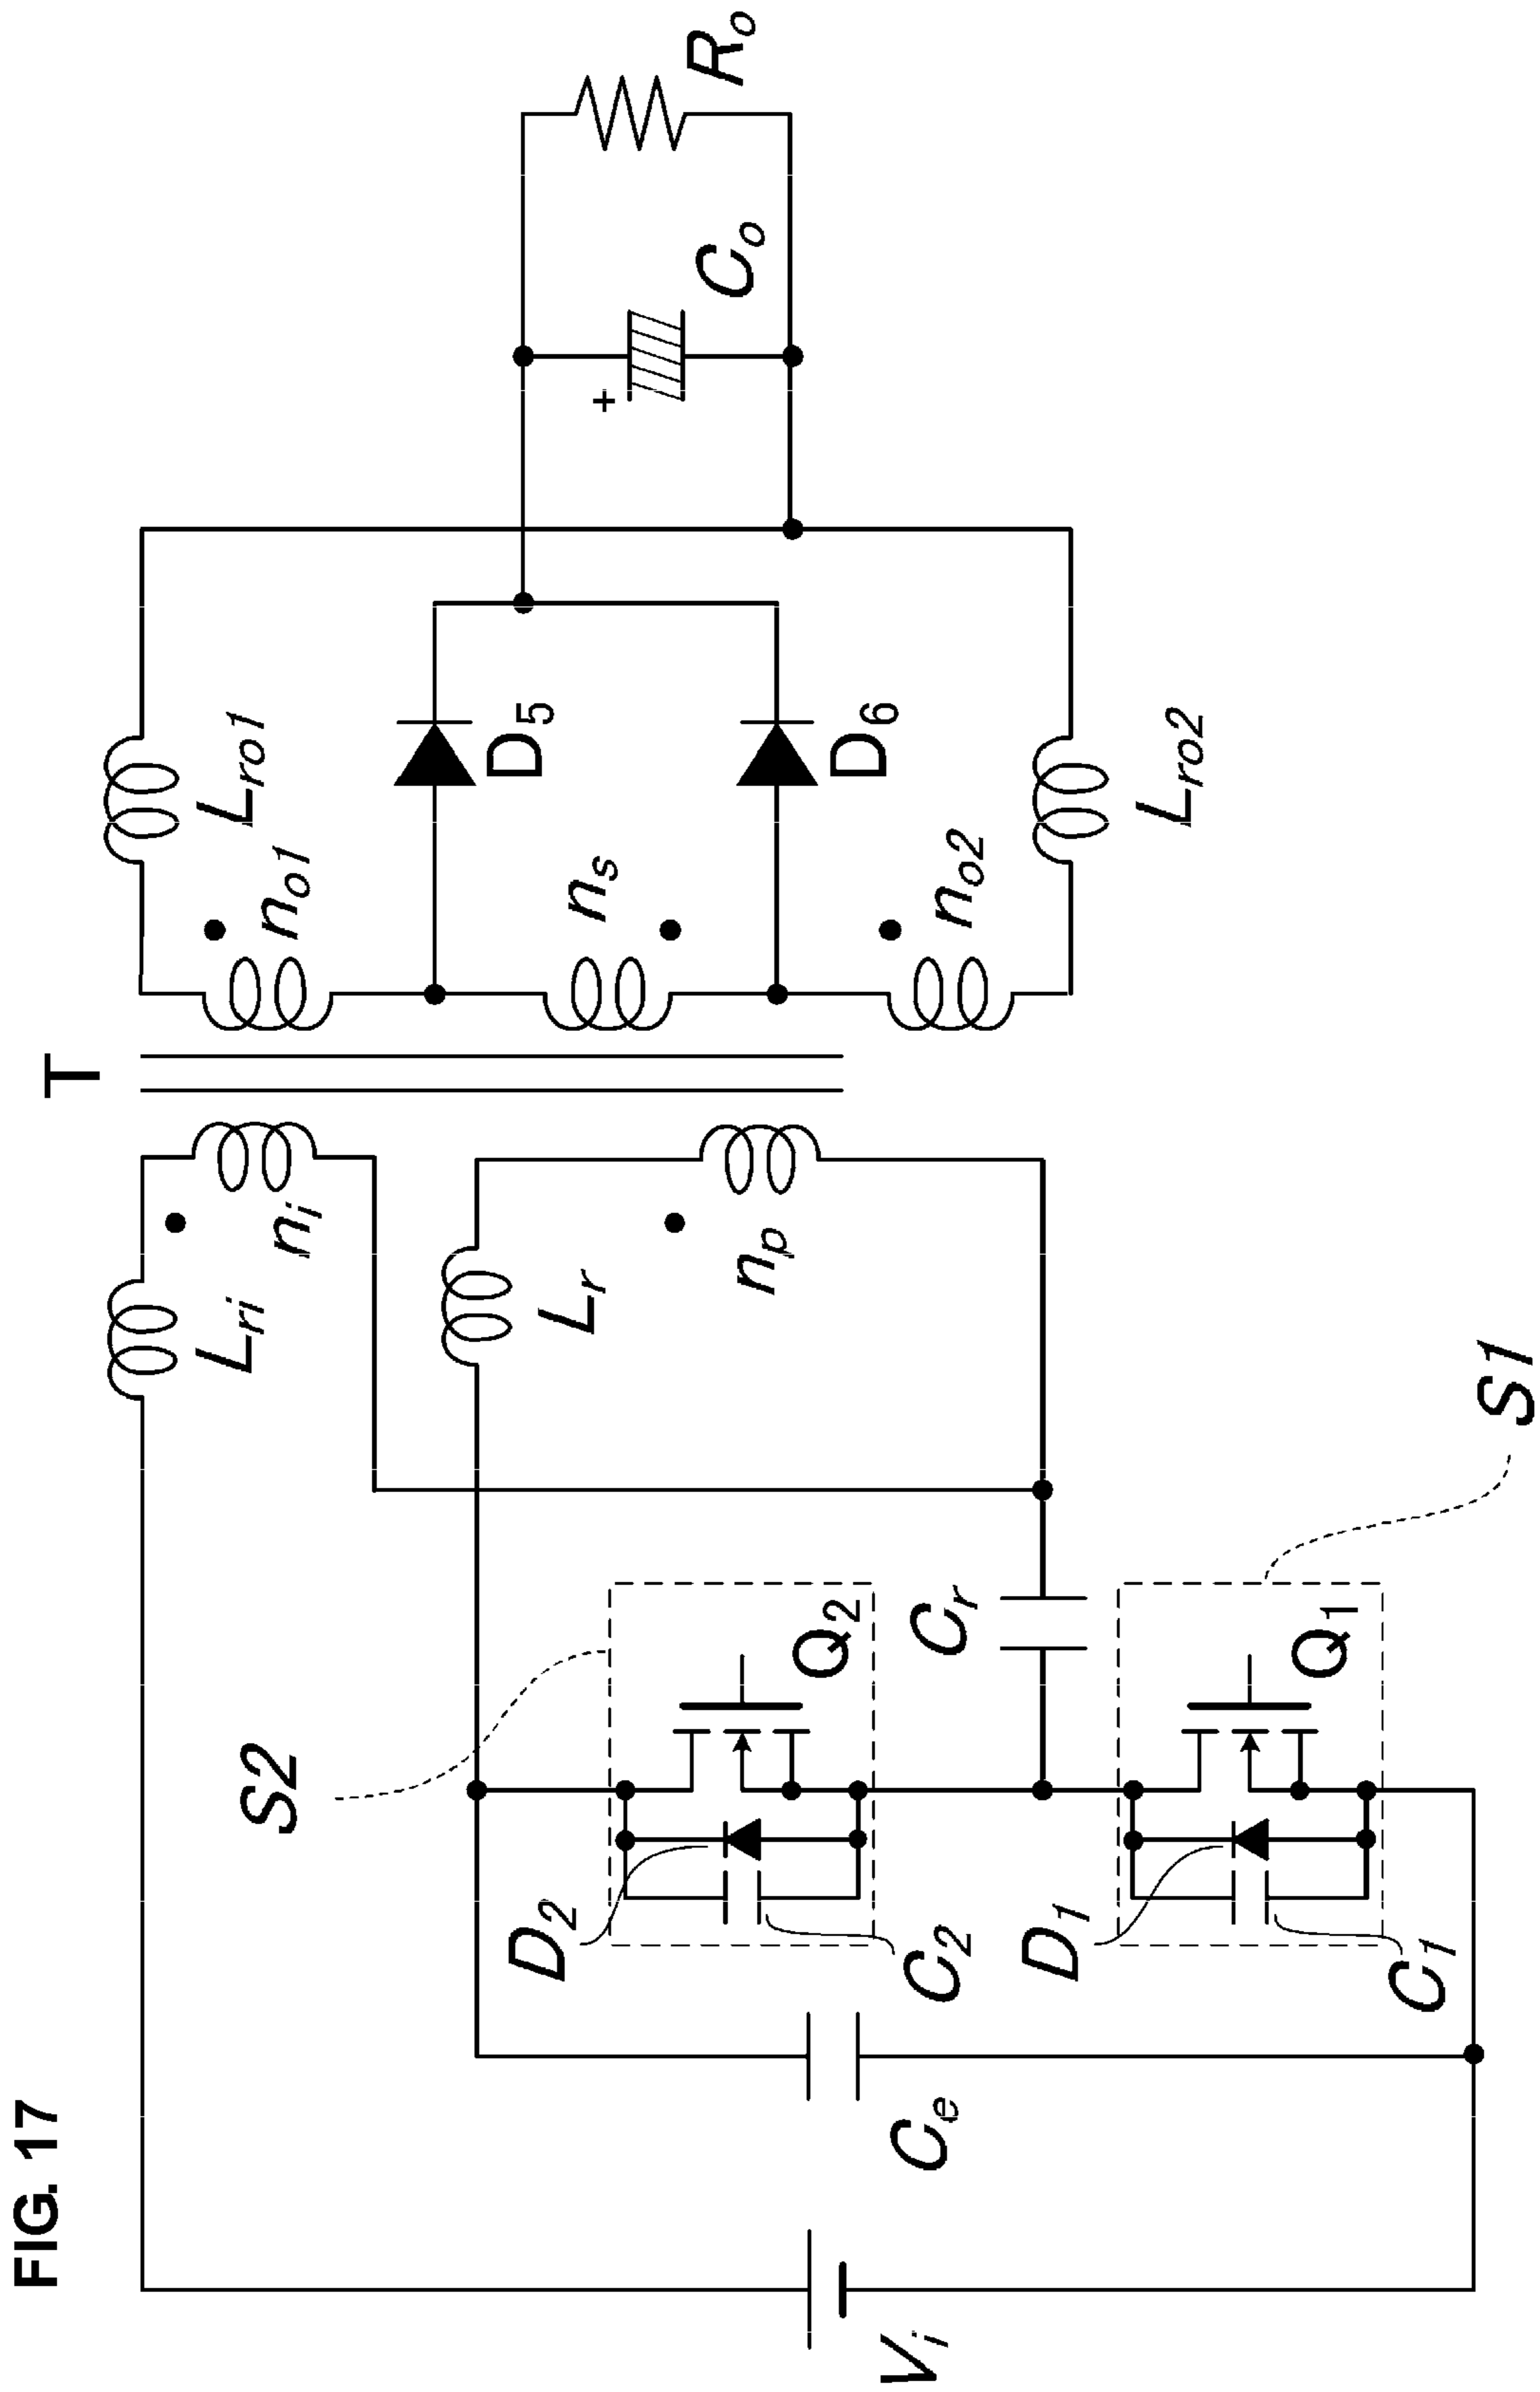 FIG. 17
T
Lri
ni
Lro1
no1
S2
Lr
D5
ns
Ro
D2
Q2
np
+
Co
C2
Cr
D6
no2
Ce
Vi
D1
Q1
Lro2
C1
S1